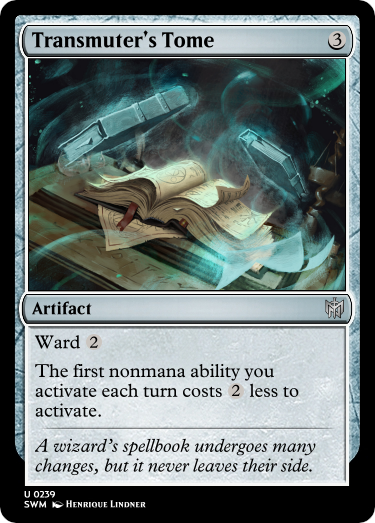 Transmuter's Tome 3
Artifact
Ward 2
The first nonmana ability you
activate each turn costs 2 less to
activate.
A wizard's spellbook undergoes many
changes, but it never leaves their side.
U 0239
SWM Henrique Lindner